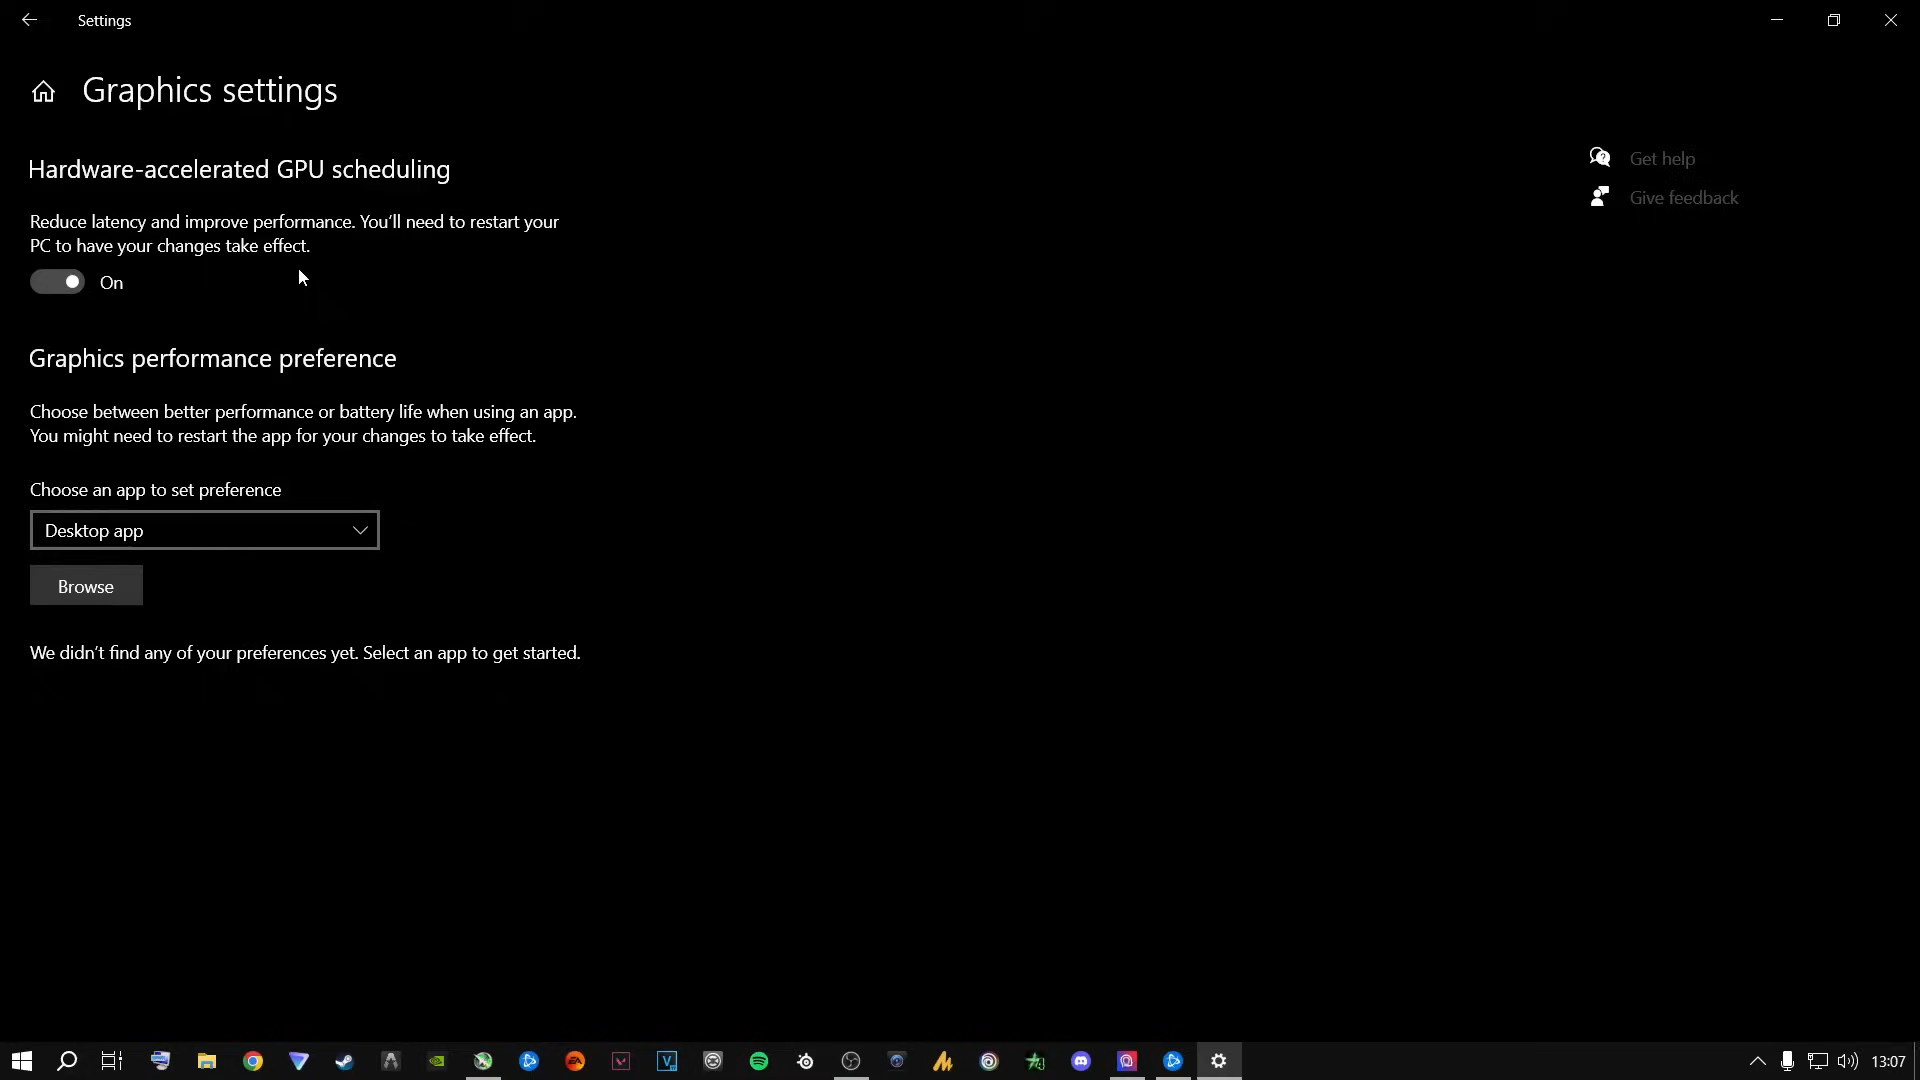 Settings
Graphics settings
Hardware-accelerated GPU scheduling
Reduce latency and improve performance. You'll need to restart your
PC to have your changes take effect.
On
Graphics performance preference
Choose between better performance or battery life when using an app.
You might need to restart the app for your changes to take effect.
Choose an app to set preference
Desktop app
Browse
We didn't find any of your preferences yet. Select an app to get started.
Get help
Give feedback
EA
V
13:07